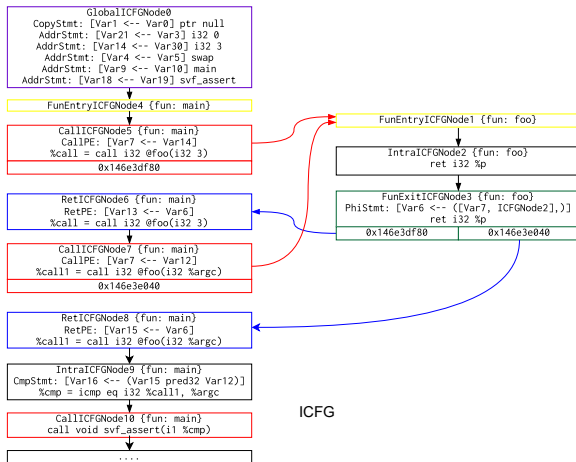 GlobalICFGNode0
CopyStmt: [Var1 <-- Var0] ptr null
AddrStmt: [Var21 <-- Var3] i32 0
AddrStmt: [Var14 <-- Var30] i32 3
AddrStmt: [Var4 <-- Var5] swap
AddrStmt: [Var9 <-- Var10] main
AddrStmt: [Var18 <-- Var19] svf_assert
FunEntryICFGNode4 {fun: main}
CallICFGNode5 {fun: main}
CallPE: [Var7 <-- Var14]
%call = call i32 @foo(i32 3)
0x146e3df80
RetICFGNode6 {fun: main}
RetPE: [Var13 <-- Var6]
%call = call i32 @foo(i32 3)
CallICFGNode7 {fun: main}
CallPE: [Var7 <-- Var12]
%call1 = call i32 @foo(i32 %argc)
0x146e3e040
RetICFGNode8 {fun: main}
RetPE: [Var15 <-- Var6]
%call1 = call i32 @foo(i32 %argc)
IntraICFGNode9 {fun: main}
CmpStmt: [Var16 <-- (Var15 pred32 Var12)]
%cmp = icmp eq i32 %call1, %argc
CallICFGNode10 {fun: main}
call void svf_assert(i1 %cmp)
....
FunEntryICFGNode1 {fun: foo}
IntraICFGNode2 {fun: foo}
ret i32 %p
FunExitICFGNode3 {fun: foo}
PhiStmt: [Var6 <-- ([Var7, ICFGNode2],)]
ret i32 %p
0x146e3df80 0x146e3e040
ICFG